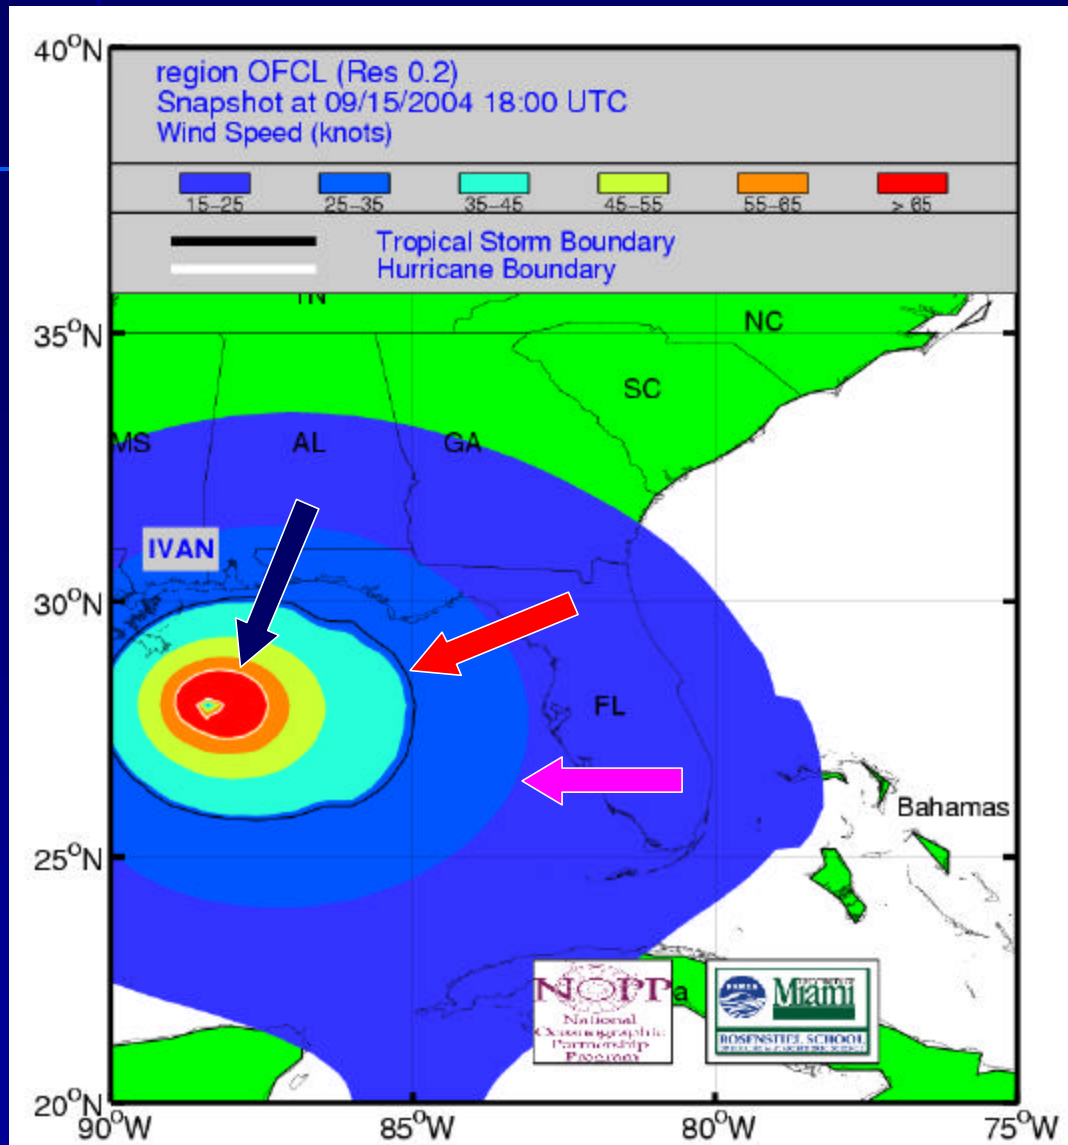 40°N
region OFCL (Res 0.2)
Snapshot at 09/15/2004 18:00 UTC
Wind Speed (knots)
15-25 25-35 35-45 45-55 55-65 > 65
Tropical Storm Boundary
Hurricane Boundary
TN
35°N
NC
SC
MS AL GA
IVAN
30°N
FL
Bahamas
25°N
NOPP
National
Oceanographic
Partnership
Program
a
Miami
ROSENSTIEL SCHOOL
20°N
90°W 85°W 80°W 75°W